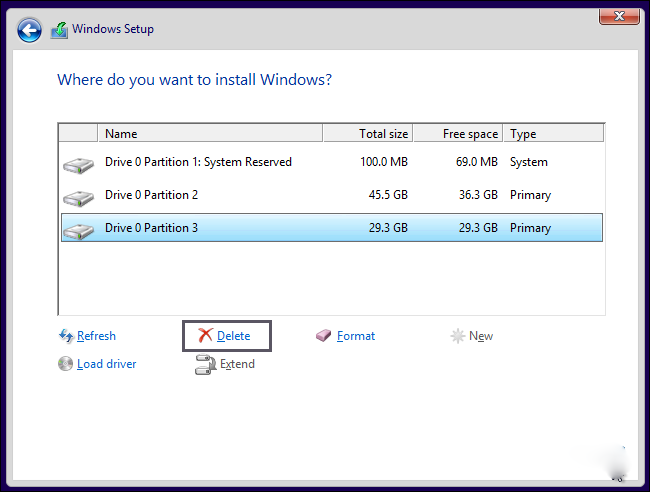 Windows Setup
Where do you want to install Windows?
Name Total size Free space Type
Drive 0 Partition 1: System Reserved 100.0 MB 69.0 MB System
Drive 0 Partition 2 45.5 GB 36.3 GB Primary
Drive 0 Partition 3 29.3 GB 29.3 GB Primary
Refresh Delete Format New
Load driver Extend